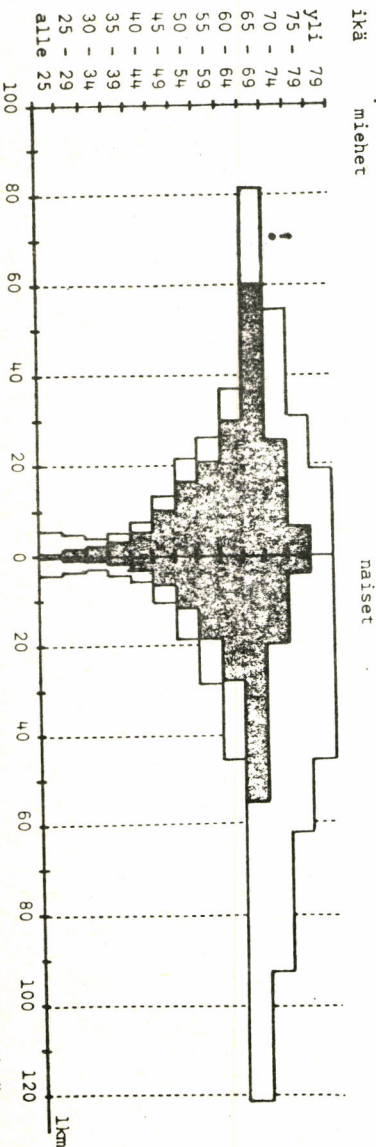 ikä
miehet
naiset
yli 79
75 - 79
70 - 74
65 - 69
60 - 64
55 - 59
50 - 54
45 - 49
40 - 44
35 - 39
30 - 34
25 - 29
alle 25
100 80 60 40 20 0 20 40 60 80 100 120 lkm